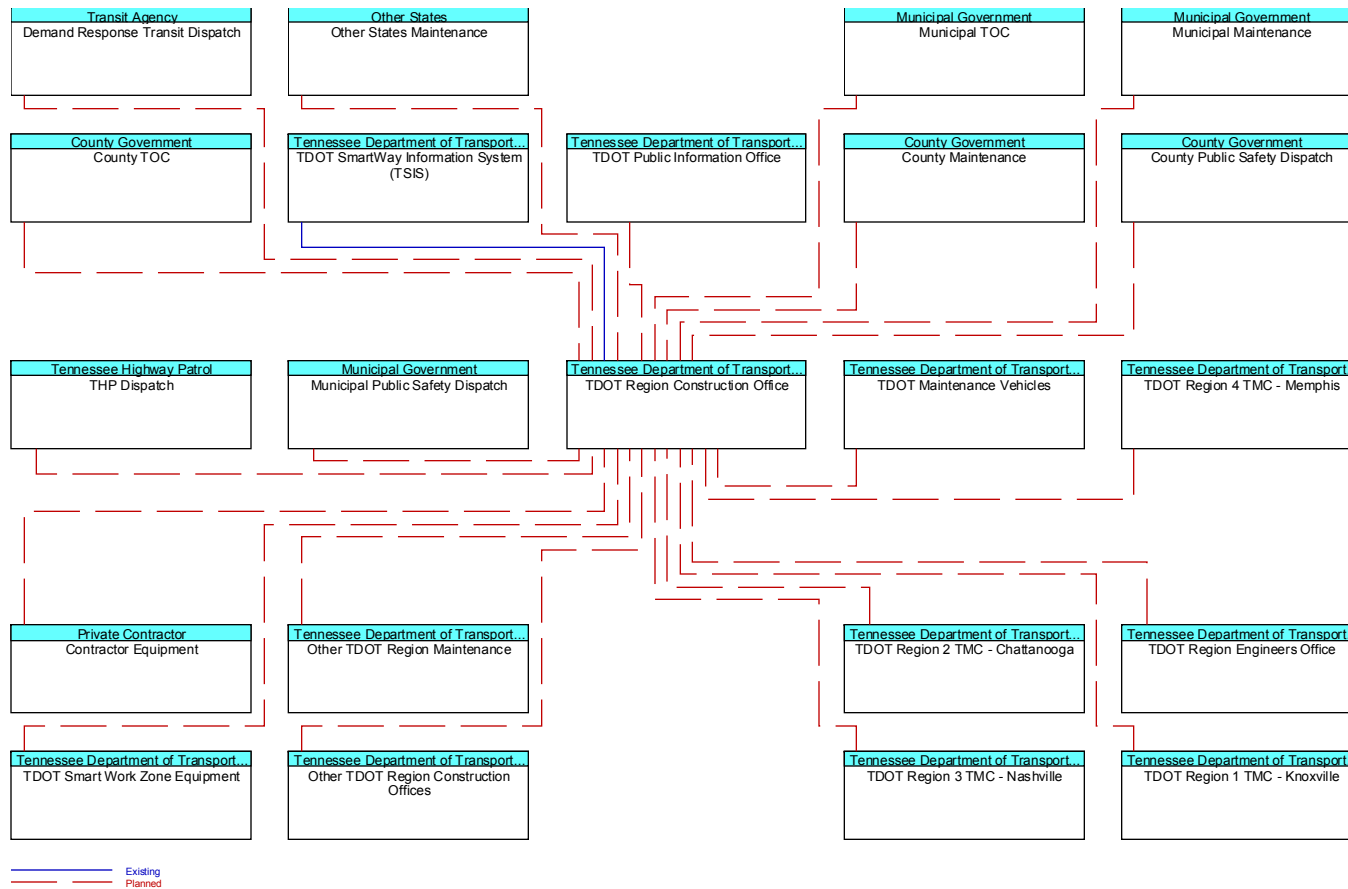 Transit Agency
Demand Response Transit Dispatch
Other States
Other States Maintenance
Municipal Government
Municipal TOC
Municipal Government
Municipal Maintenance
County Government
County TOC
Tennessee Department of Transport...
TDOT SmartWay Information System
(TSIS)
Tennessee Department of Transport...
TDOT Public Information Office
County Government
County Maintenance
County Government
County Public Safety Dispatch
Tennessee Highway Patrol
THP Dispatch
Municipal Government
Municipal Public Safety Dispatch
Tennessee Department of Transport...
TDOT Region Construction Office
Tennessee Department of Transport...
TDOT Maintenance Vehicles
Tennessee Department of Transport
TDOT Region 4 TMC - Memphis
Private Contractor
Contractor Equipment
Tennessee Department of Transport...
Other TDOT Region Maintenance
Tennessee Department of Transport...
TDOT Region 2 TMC - Chattanooga
Tennessee Department of Transport
TDOT Region Engineers Office
Tennessee Department of Transport...
TDOT Smart Work Zone Equipment
Tennessee Department of Transport...
Other TDOT Region Construction
Offices
Tennessee Department of Transport...
TDOT Region 3 TMC - Nashville
Tennessee Department of Transport
TDOT Region 1 TMC - Knoxville
Existing
Planned